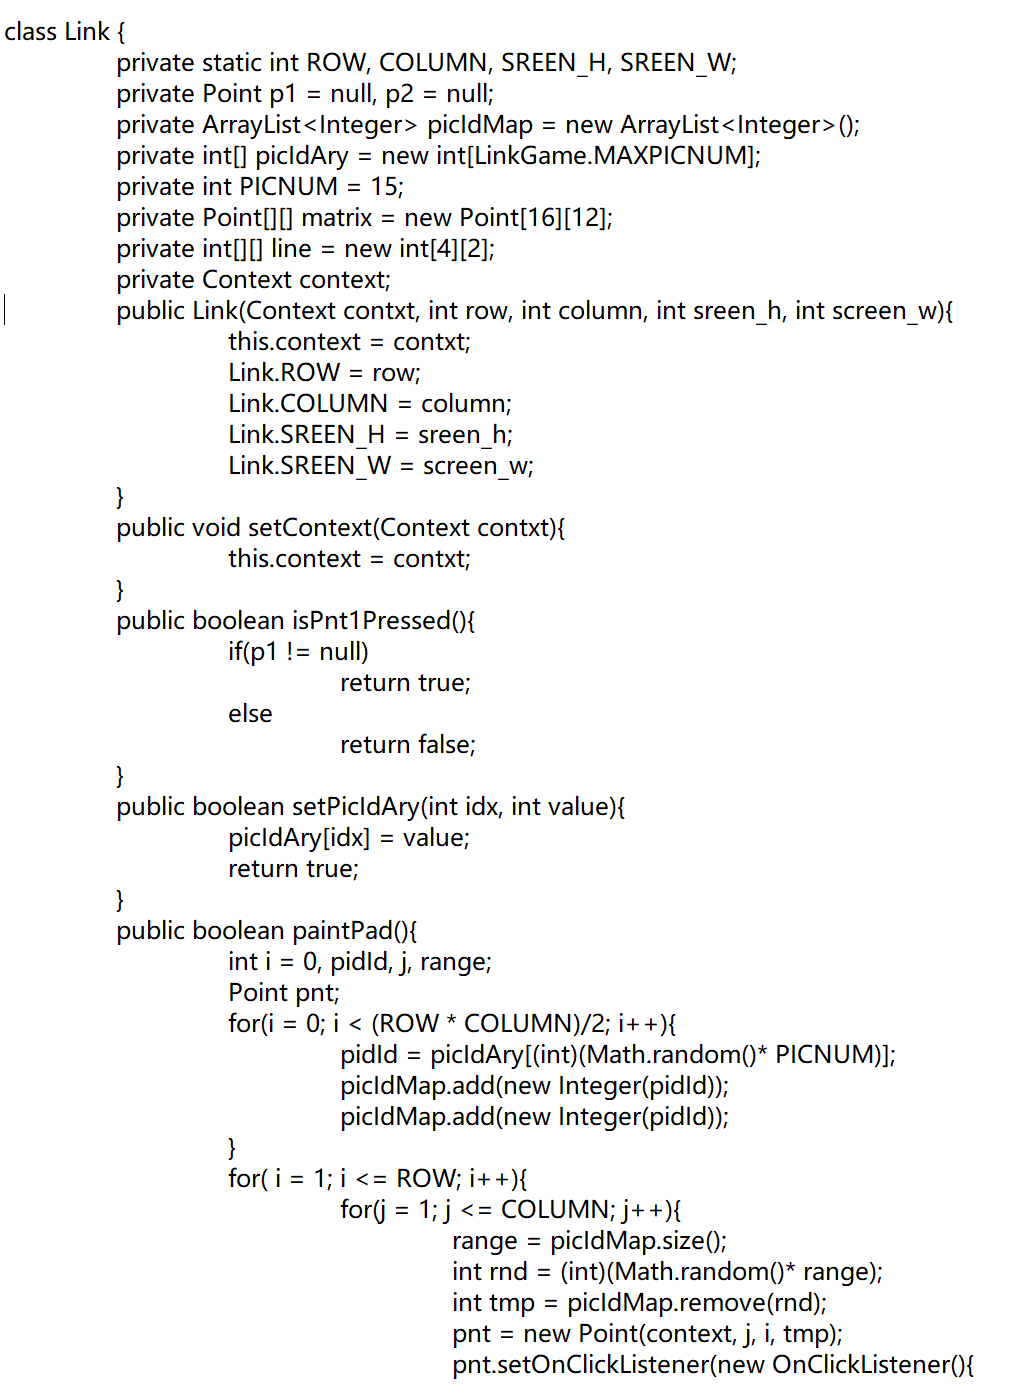 class Link {
private static int ROW, COLUMN, SREEN_H, SREEN_W;
private Point p1 = null, p2 = null;
private ArrayList<Integer> picIdMap = new ArrayList<Integer>();
private int[] picIdAry = new int[LinkGame.MAXPICNUM];
private int PICNUM = 15;
private Point[][] matrix = new Point[16][12];
private int[][] line = new int[4][2];
private Context context;
public Link(Context contxt, int row, int column, int sreen_h, int screen_w){
this.context = contxt;
Link.ROW = row;
Link.COLUMN = column;
Link.SREEN_H = sreen_h;
Link.SREEN_W = screen_w;
}
public void setContext(Context contxt){
this.context = contxt;
}
public boolean isPnt1Pressed(){
if(p1 != null)
return true;
else
return false;
}
public boolean setPicIdAry(int idx, int value){
picIdAry[idx] = value;
return true;
}
public boolean paintPad(){
int i = 0, pidId, j, range;
Point pnt;
for(i = 0; i < (ROW * COLUMN)/2; i++){
pidId = picIdAry[(int)(Math.random()* PICNUM)];
picIdMap.add(new Integer(pidId));
picIdMap.add(new Integer(pidId));
}
for( i = 1; i <= ROW; i++){
for(j = 1; j <= COLUMN; j++){
range = picIdMap.size();
int rnd = (int)(Math.random()* range);
int tmp = picIdMap.remove(rnd);
pnt = new Point(context, j, i, tmp);
pnt.setOnClickListener(new OnClickListener(){